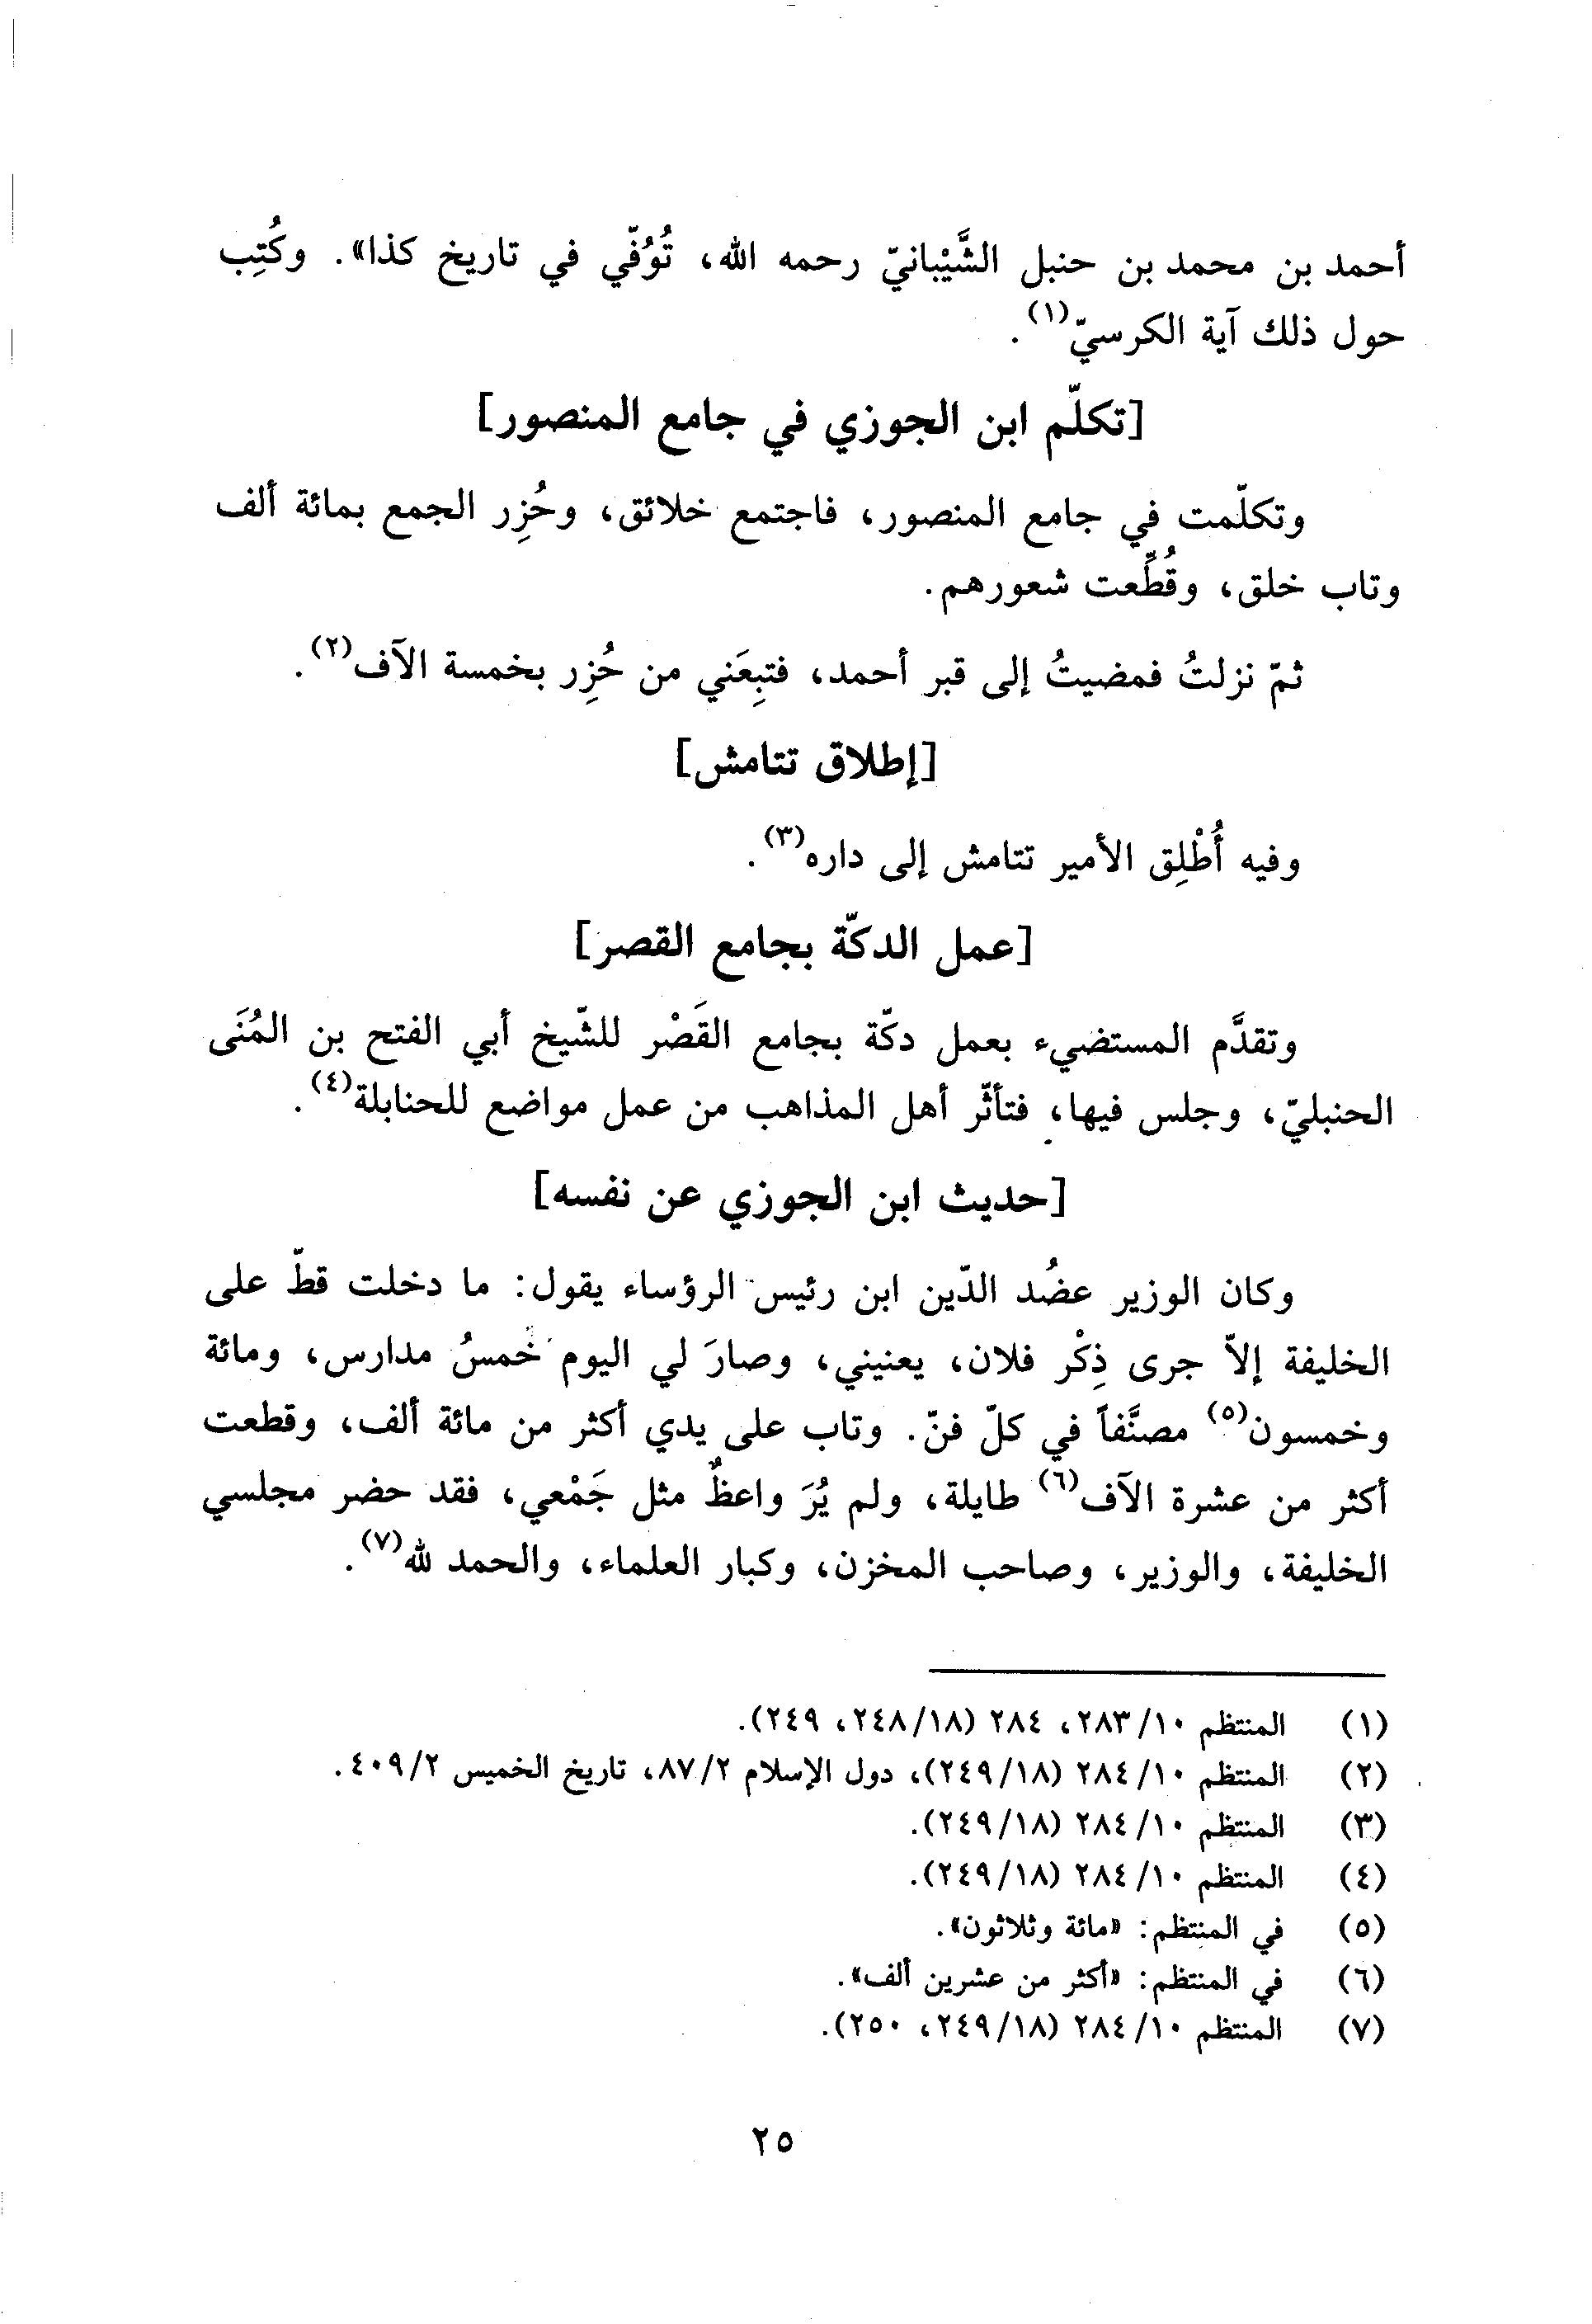 أحمد بن محمد بن حنبل الشَّيْبانيّ رحمه الله، تُوُفّي في تاريخ كذا». وكُتِب
حول ذلك آية الكرسيّ(١).
[تكلّم ابن الجوزي في جامع المنصور]
وتكلّمت في جامع المنصور، فاجتمع خلائق، وحُزِر الجمع بمائة ألف
وتاب خلق، وقُطِّعت شعورهم.
ثمّ نزلتُ فمضيتُ إلى قبر أحمد، فتبِعَني من حُزِر بخمسة الآف(٢).
[إطلاق تتامش]
وفيه أُطْلِق الأمير تتامش إلى داره(٣).
[عمل الدكّة بجامع القصر]
وتقدَّم المستضيء بعمل دكّة بجامع القَصْر للشّيخ أبي الفتح بن المُنَى
الحنبليّ، وجلس فيها، فتأثّر أهل المذاهب من عمل مواضع للحنابلة(٤).
[حديث ابن الجوزي عن نفسه]
وكان الوزير عضُد الدّين ابن رئيس الرؤساء يقول: ما دخلت قطّ على
الخليفة إلاّ جرى ذِكْر فلان، يعنيني، وصارَ لي اليوم خمسُ مدارس، ومائة
وخمسون(٥) مصنَّفاً في كلّ فنّ. وتاب على يدي أكثر من مائة ألف، وقطعت
أكثر من عشرة الآف(٦) طايلة، ولم يُرَ واعظٌ مثل جَمْعي، فقد حضر مجلسي
الخليفة، والوزير، وصاحب المخزن، وكبار العلماء، والحمد لله(٧).
(١) المنتظم ١٠/٢٨٣، ٢٨٤ (١٨/٢٤٨، ٢٤٩).
(٢) المنتظم ١٠/٢٨٤ (١٨/٢٤٩)، دول الإسلام ٢/٨٧، تاريخ الخميس ٢/٤٠٩.
(٣) المنتظم ١٠/٢٨٤ (١٨/٢٤٩).
(٤) المنتظم ١٠/٢٨٤ (١٨/٢٤٩).
(٥) في المنتظم: «مائة وثلاثون».
(٦) في المنتظم: «أكثر من عشرين ألف».
(٧) المنتظم ١٠/٢٨٤ (١٨/٢٤٩، ٢٥٠).
٢٥